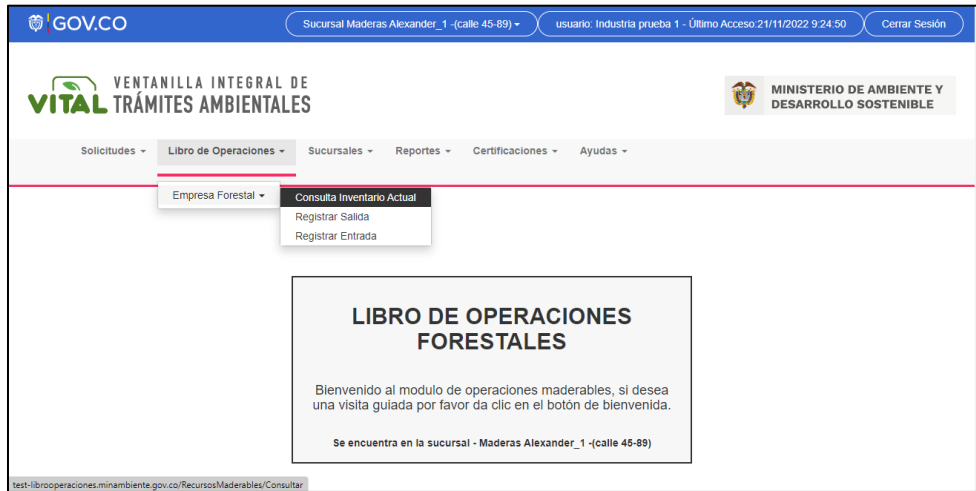 GOV.CO
Sucursal Maderas Alexander_1 -(calle 45-89)
usuario: Industria prueba 1 - Último Acceso:21/11/2022 9:24:50
Cerrar Sesión
VITAL
VENTANILLA INTEGRAL DE
TRÁMITES AMBIENTALES
MINISTERIO DE AMBIENTE Y
DESARROLLO SOSTENIBLE
Solicitudes
Libro de Operaciones
Sucursales
Reportes
Certificaciones
Ayudas
Empresa Forestal
Consulta Inventario Actual
Registrar Salida
Registrar Entrada
LIBRO DE OPERACIONES
FORESTALES
Bienvenido al modulo de operaciones maderables, si desea
una visita guiada por favor da clic en el botón de bienvenida.
Se encuentra en la sucursal - Maderas Alexander_1 -(calle 45-89)
test-librooperaciones.minambiente.gov.co/RecursosMaderables/Consultar